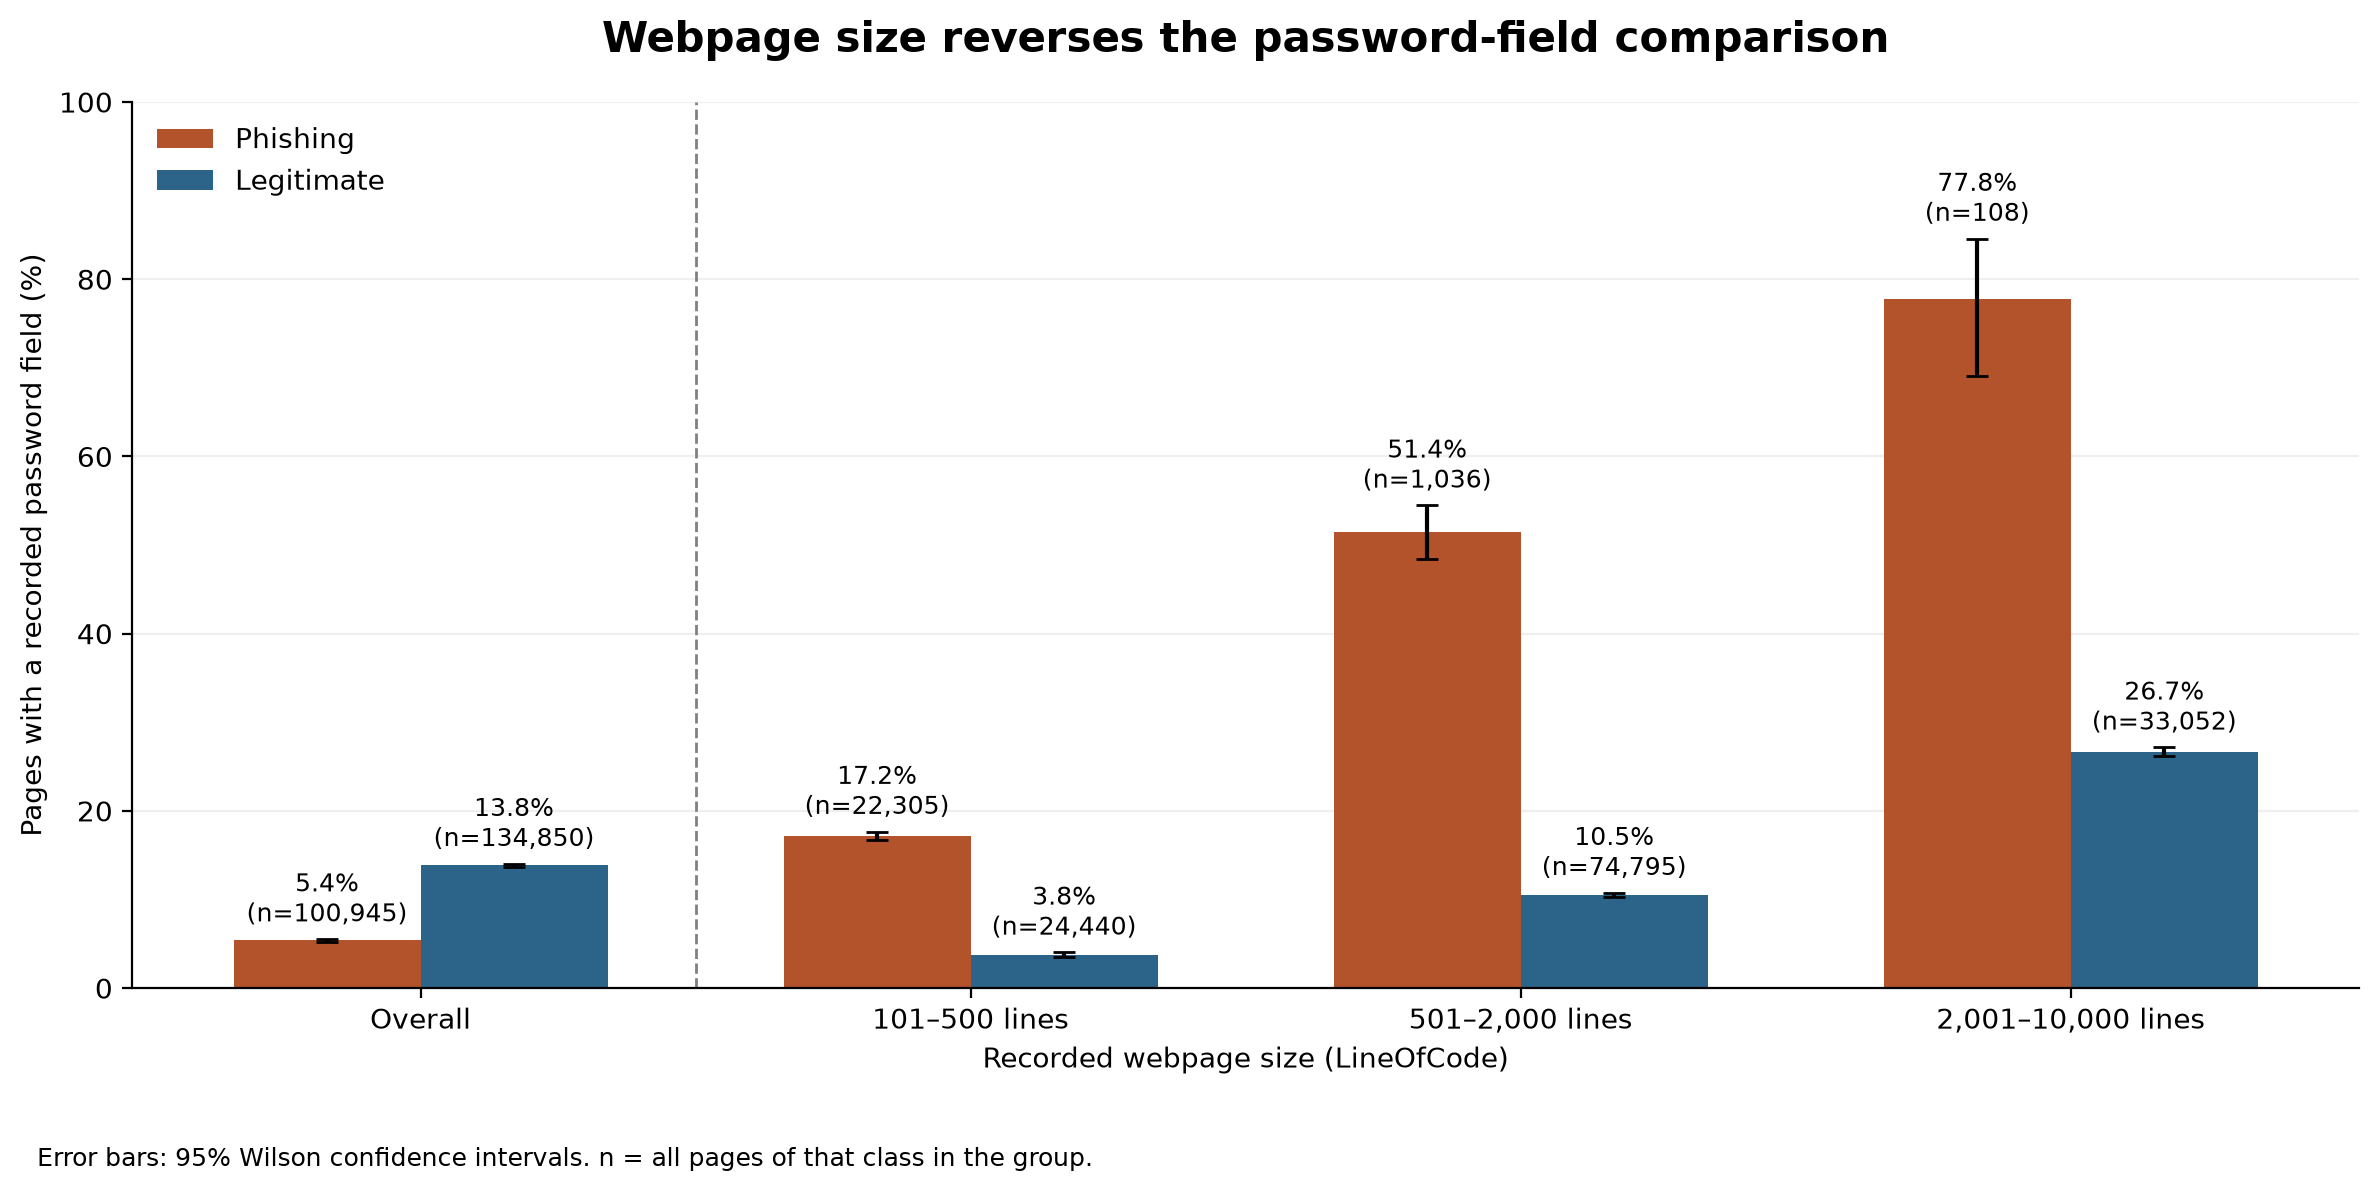 Webpage size reverses the password-field comparison
Pages with a recorded password field (%)
100
80
60
40
20
0
Phishing
Legitimate
5.4%
(n=100,945)
13.8%
(n=134,850)
17.2%
(n=22,305)
3.8%
(n=24,440)
51.4%
(n=1,036)
10.5%
(n=74,795)
77.8%
(n=108)
26.7%
(n=33,052)
Overall
101–500 lines
501–2,000 lines
2,001–10,000 lines
Recorded webpage size (LineOfCode)
Error bars: 95% Wilson confidence intervals. n = all pages of that class in the group.